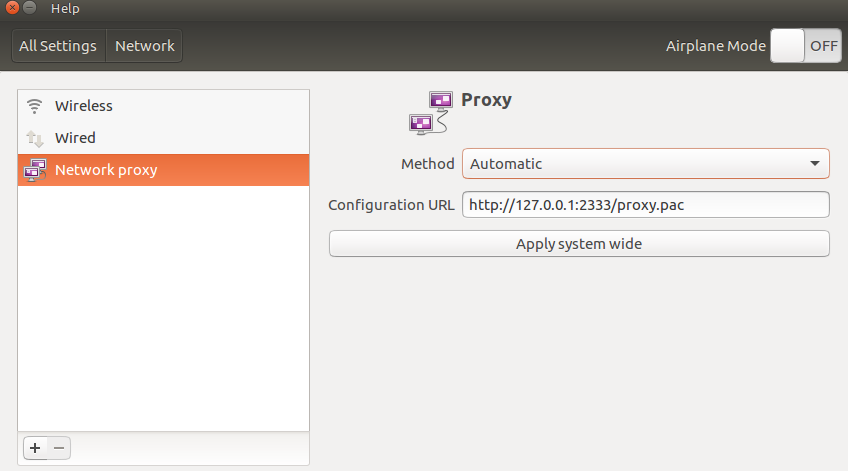 Help
All Settings Network Airplane Mode OFF
Wireless
Wired
Network proxy
Proxy
Method Automatic
Configuration URL http://127.0.0.1:2333/proxy.pac
Apply system wide